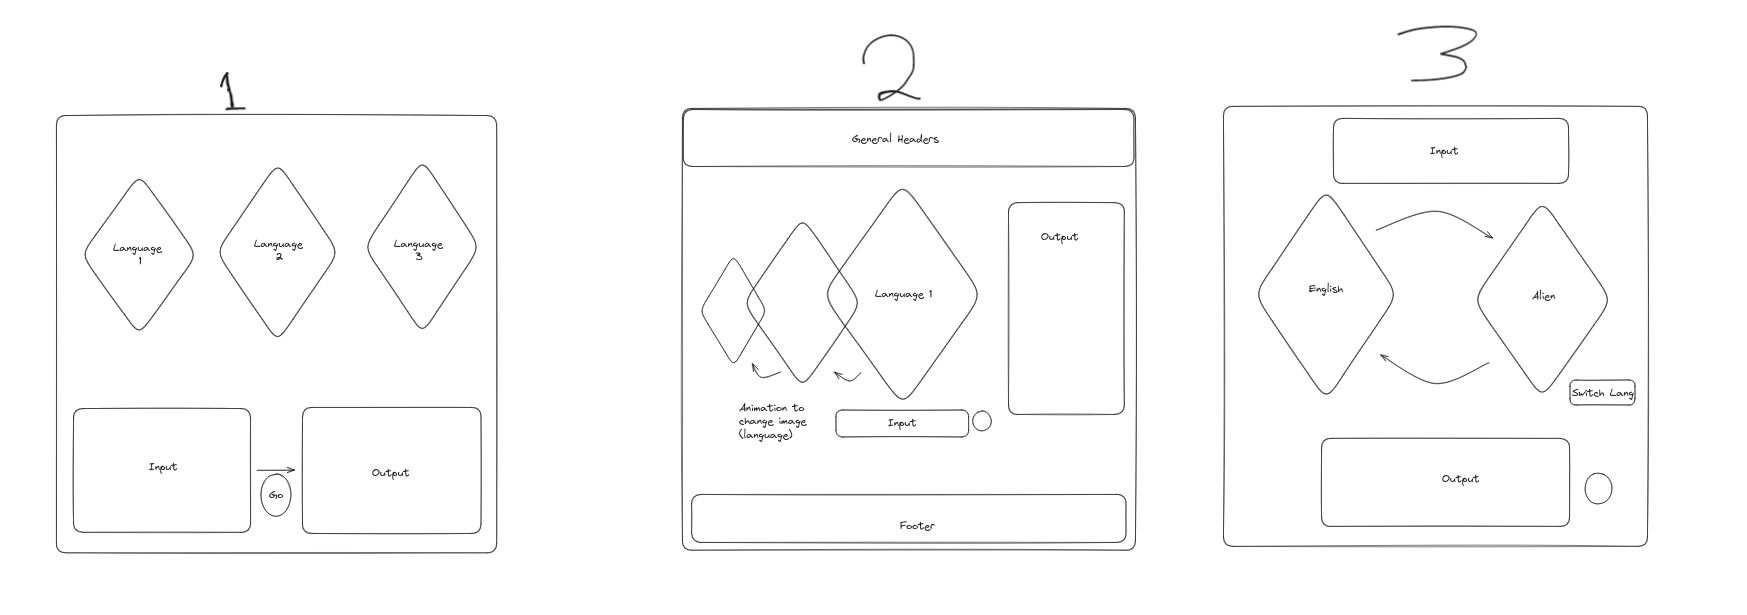 1
2
3
Language
1
Language
2
Language
3
Input
Go
Output
General Headers
Language 1
Output
Animation to
change image
(language)
Input
Footer
Input
English
Alien
Switch Lang
Output